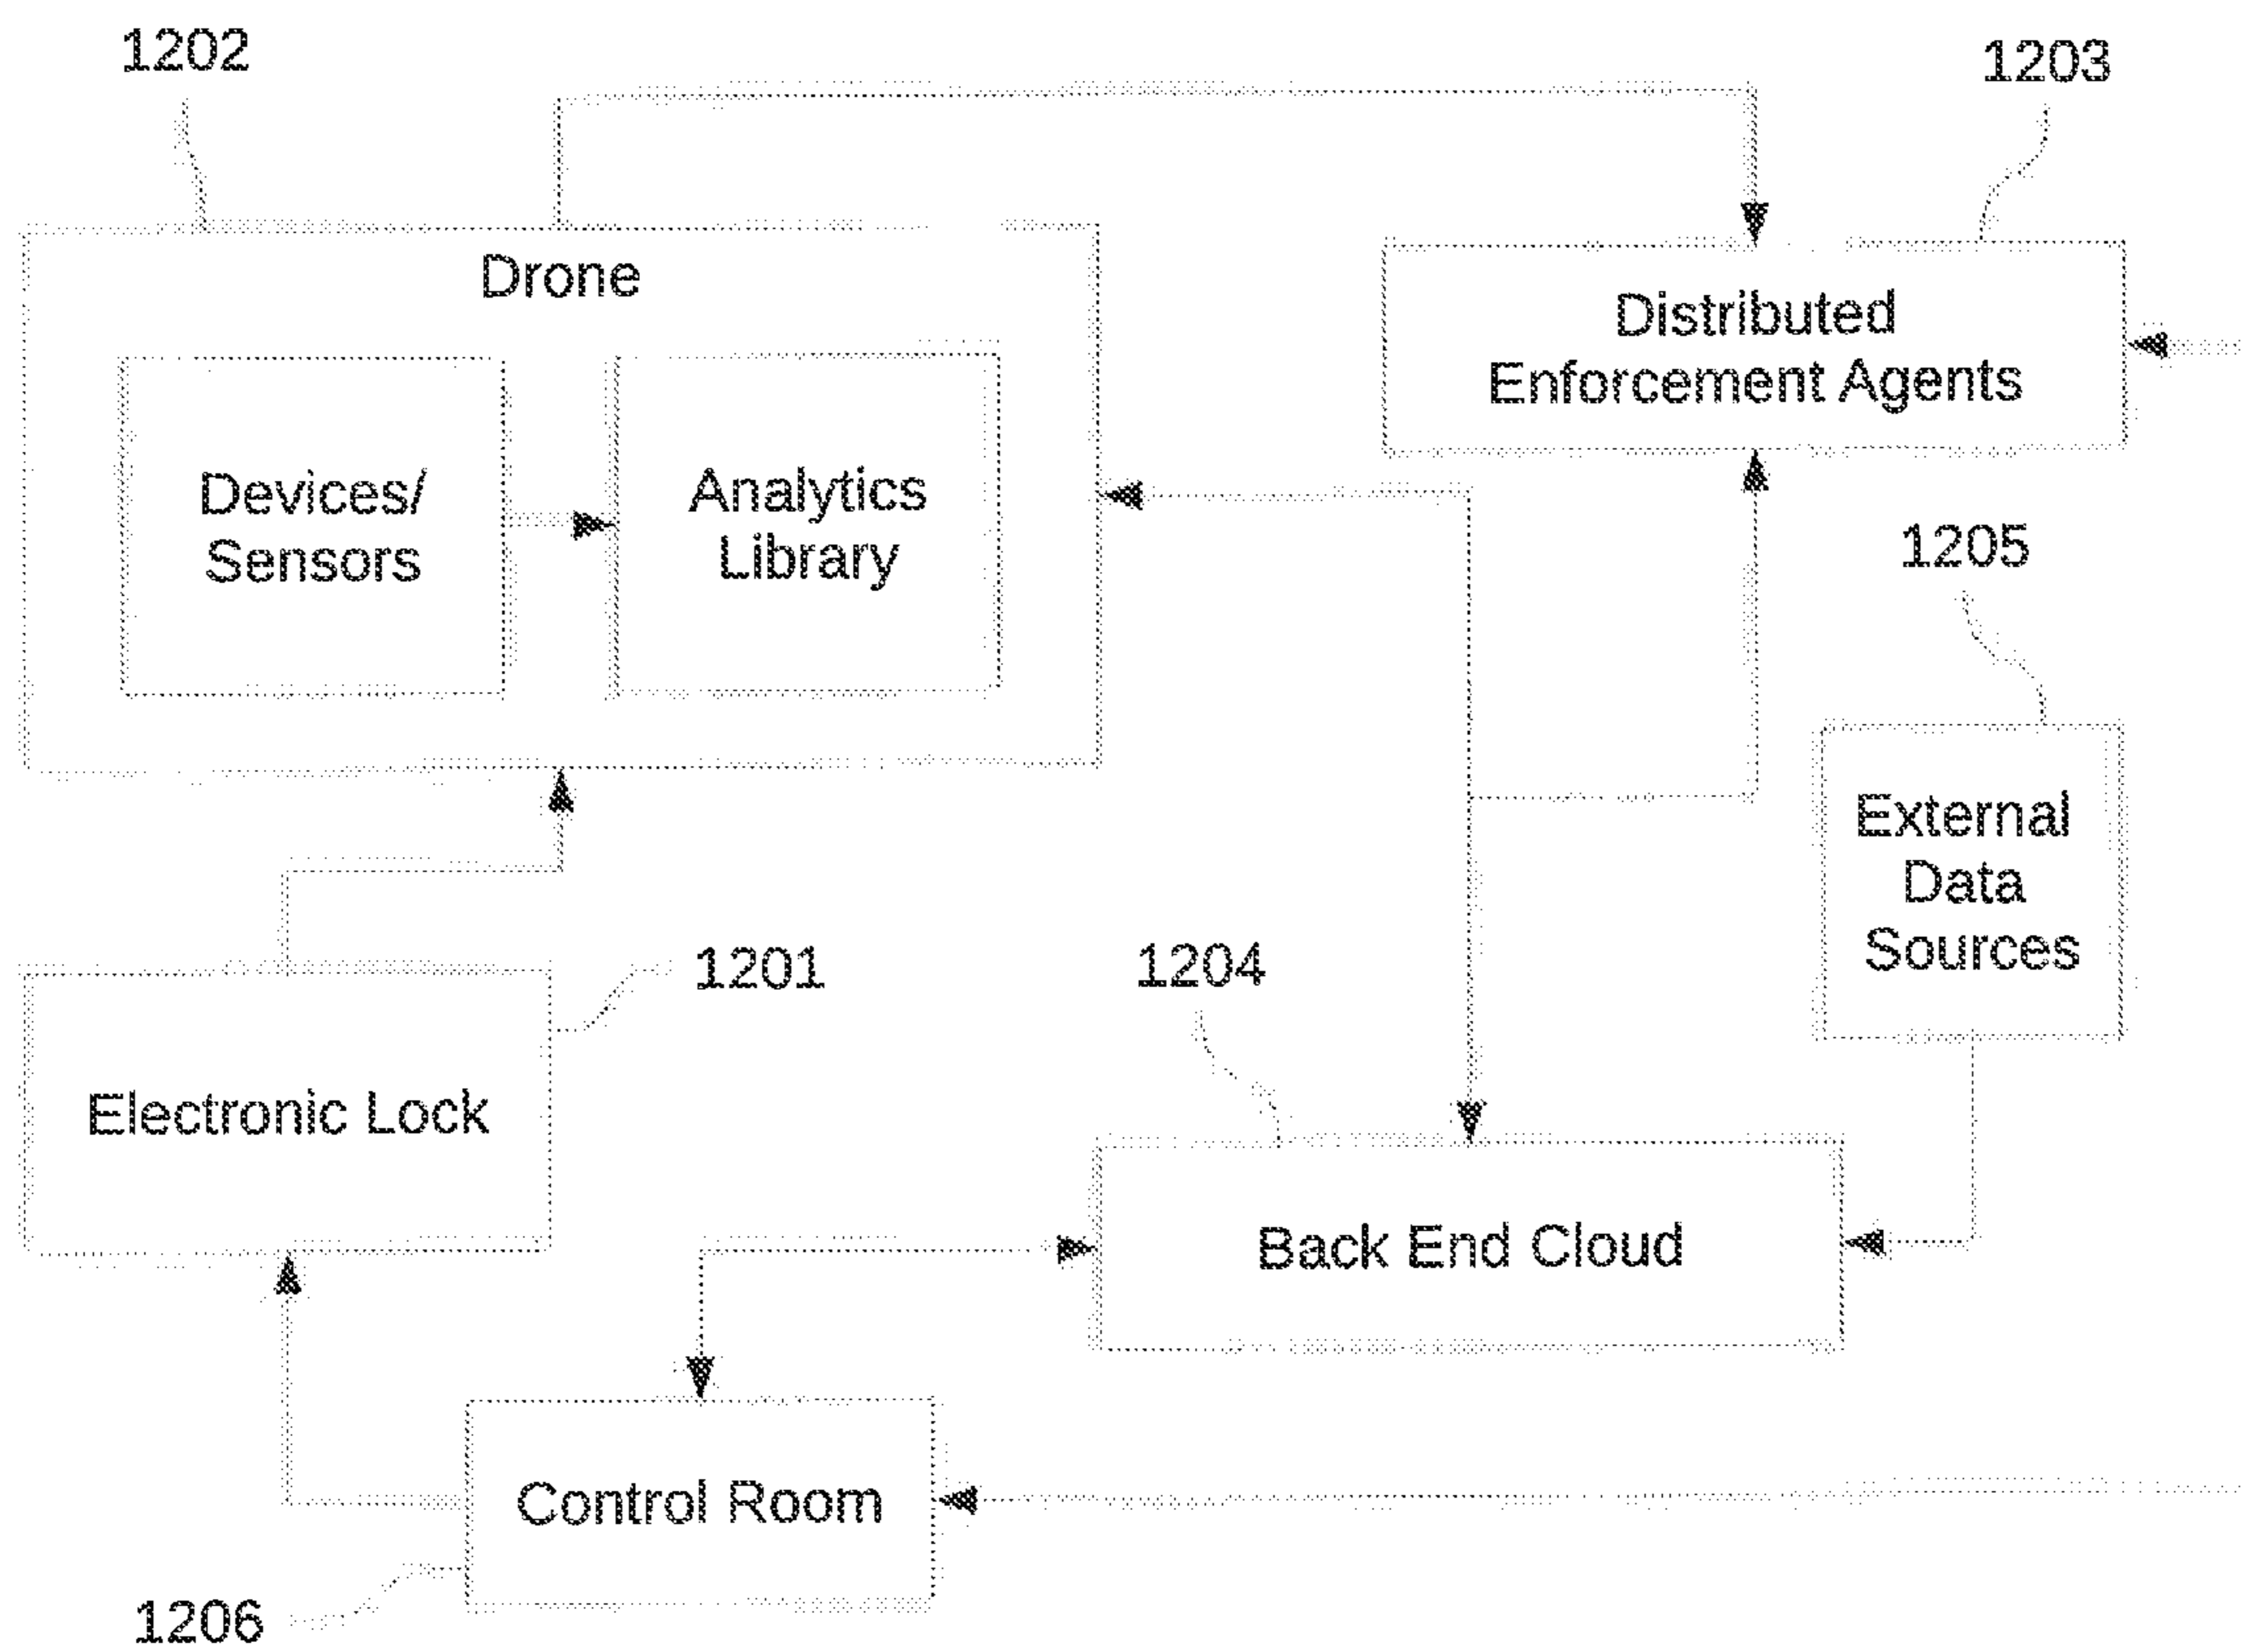 1202
1203
Drone
Distributed
Enforcement Agents
Devices/
Sensors
Analytics
Library
1205
External
Data
Sources
1201
1204
Electronic Lock
Back End Cloud
Control Room
1206